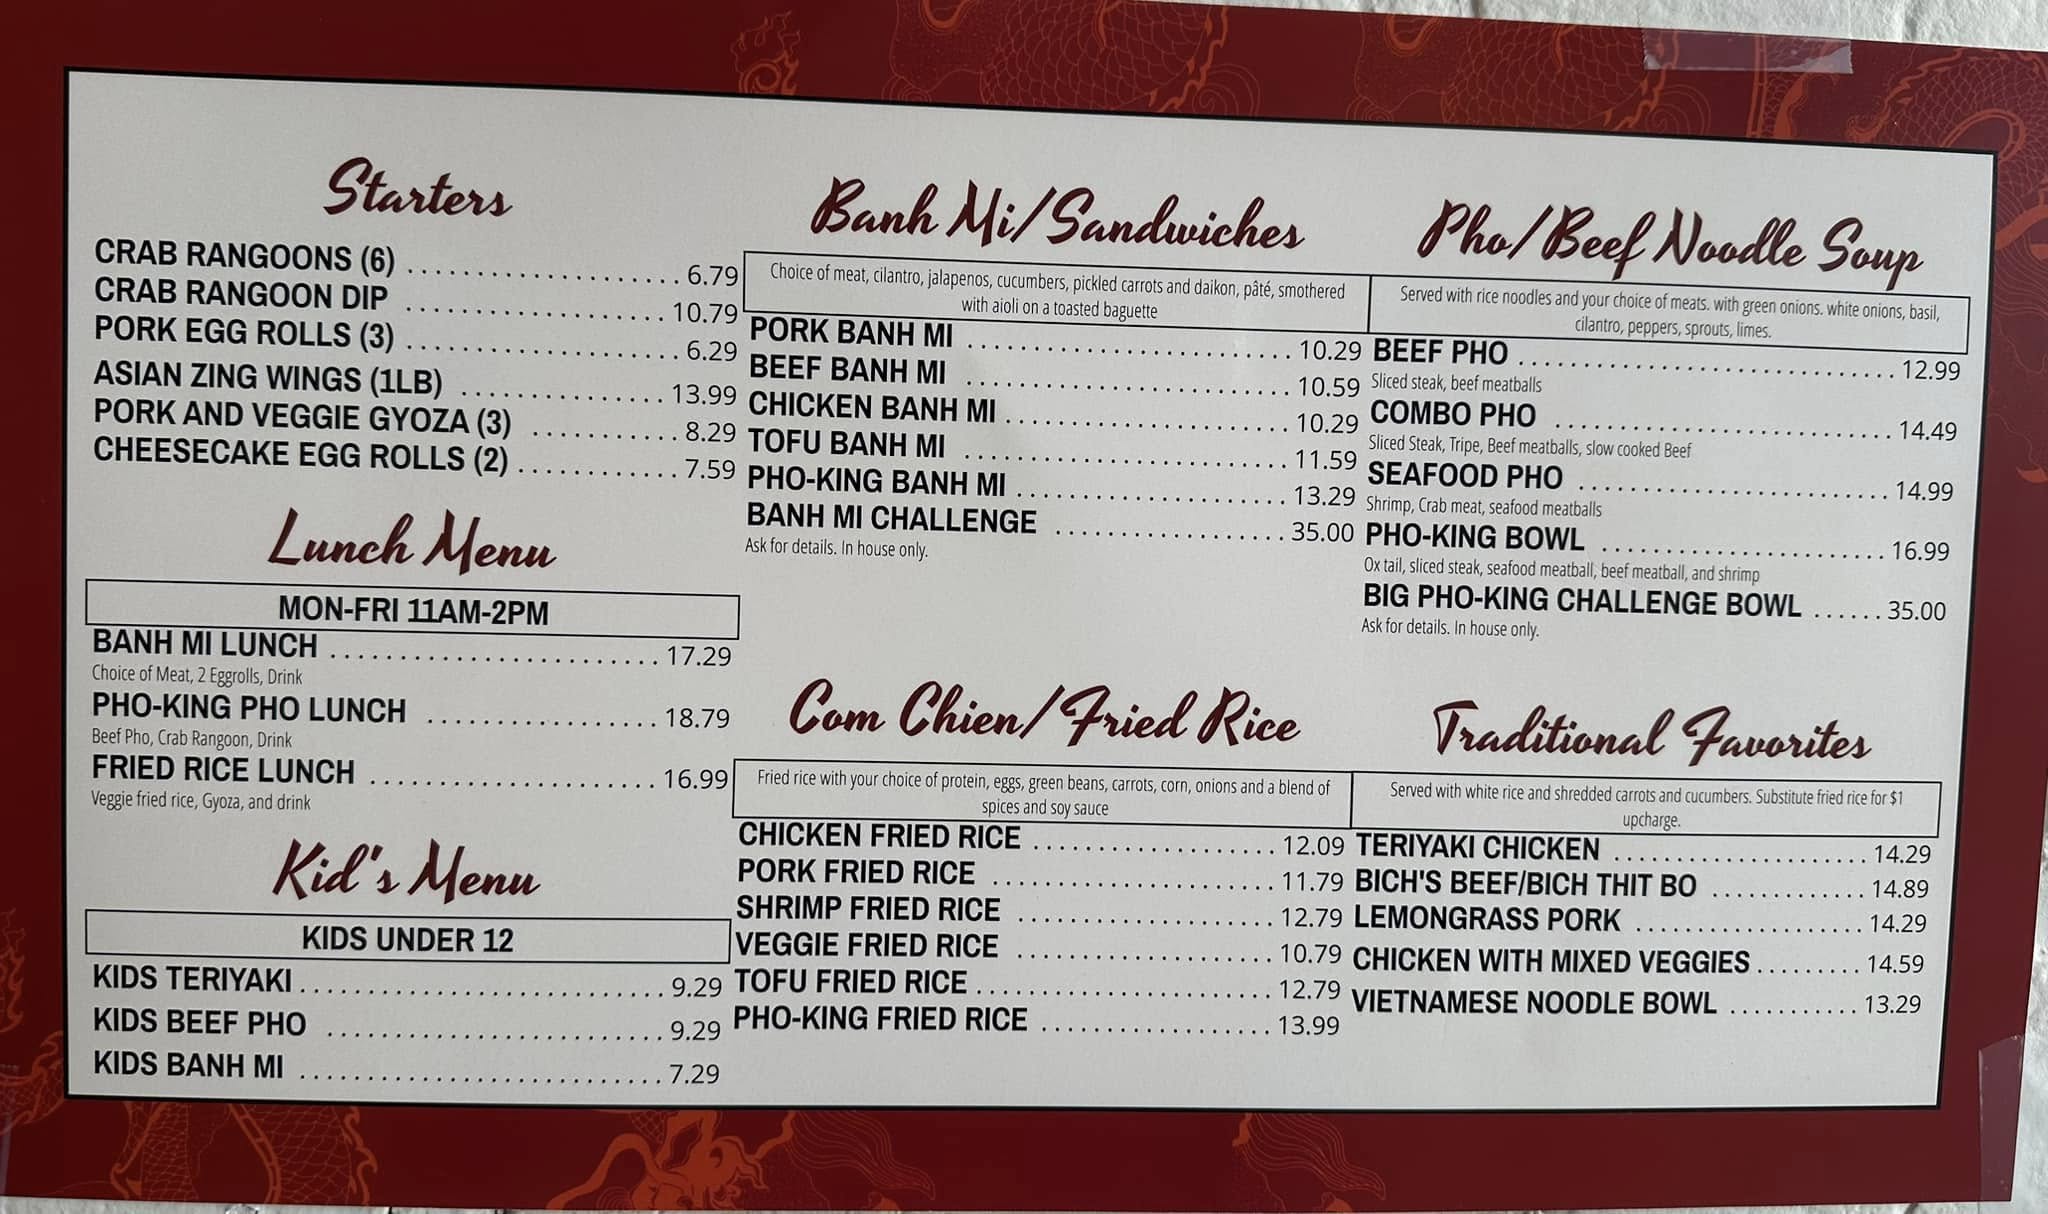 Starters
CRAB RANGOONS (6) 6.79
CRAB RANGOON DIP 10.79
PORK EGG ROLLS (3) 6.29
ASIAN ZING WINGS (1LB) 13.99
PORK AND VEGGIE GYOZA (3) 8.29
CHEESECAKE EGG ROLLS (2) 7.59
Lunch Menu
MON-FRI 11AM-2PM
BANH MI LUNCH 17.29
Choice of Meat, 2 Eggrolls, Drink
PHO-KING PHO LUNCH 18.79
Beef Pho, Crab Rangoon, Drink
FRIED RICE LUNCH 16.99
Veggie fried rice, Gyoza, and drink
Kid's Menu
KIDS UNDER 12
KIDS TERIYAKI 9.29
KIDS BEEF PHO 9.29
KIDS BANH MI 7.29
Banh Mi/Sandwiches
Choice of meat, cilantro, jalapenos, cucumbers, pickled carrots and daikon, pâté, smothered
with aioli on a toasted baguette
PORK BANH MI 10.29
BEEF BANH MI 10.59
CHICKEN BANH MI 10.29
TOFU BANH MI 11.59
PHO-KING BANH MI 13.29
BANH MI CHALLENGE 35.00
Ask for details. In house only.
Com Chien/Fried Rice
Fried rice with your choice of protein, eggs, green beans, carrots, corn, onions and a blend of
spices and soy sauce
CHICKEN FRIED RICE 12.09
PORK FRIED RICE 11.79
SHRIMP FRIED RICE 12.79
VEGGIE FRIED RICE 10.79
TOFU FRIED RICE 12.79
PHO-KING FRIED RICE 13.99
Pho/Beef Noodle Soup
Served with rice noodles and your choice of meats. with green onions. white onions, basil,
cilantro, peppers, sprouts, limes.
BEEF PHO 12.99
Sliced steak, beef meatballs
COMBO PHO 14.49
Sliced Steak, Tripe, Beef meatballs, slow cooked Beef
SEAFOOD PHO 14.99
Shrimp, Crab meat, seafood meatballs
PHO-KING BOWL 16.99
Ox tail, sliced steak, seafood meatball, beef meatball, and shrimp
BIG PHO-KING CHALLENGE BOWL 35.00
Ask for details. In house only.
Traditional Favorites
Served with white rice and shredded carrots and cucumbers. Substitute fried rice for $1
upcharge.
TERIYAKI CHICKEN 14.29
BICH'S BEEF/BICH THIT BO 14.89
LEMONGRASS PORK 14.29
CHICKEN WITH MIXED VEGGIES 14.59
VIETNAMESE NOODLE BOWL 13.29